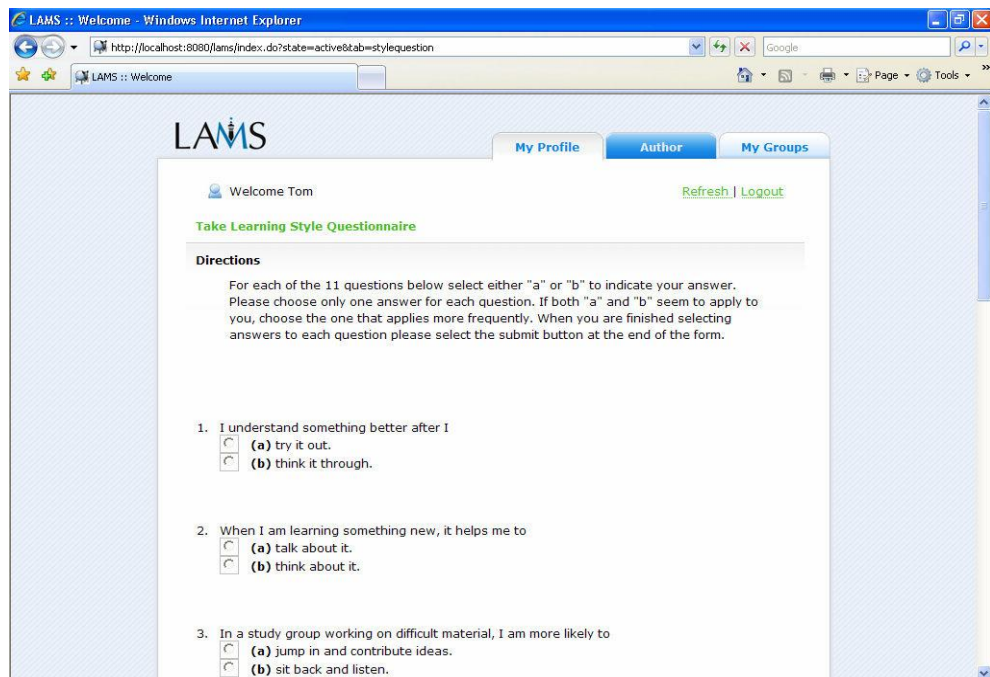 LAMS :: Welcome - Windows Internet Explorer
http://localhost:8080/lams/index.do?state=active&tab=stylequestion
Google
LAMS :: Welcome
Page
Tools
LAMS
My Profile
Author
My Groups
Welcome Tom
Refresh | Logout
Take Learning Style Questionnaire
Directions
For each of the 11 questions below select either "a" or "b" to indicate your answer.
Please choose only one answer for each question. If both "a" and "b" seem to apply to
you, choose the one that applies more frequently. When you are finished selecting
answers to each question please select the submit button at the end of the form.
1. I understand something better after I
(a) try it out.
(b) think it through.
2. When I am learning something new, it helps me to
(a) talk about it.
(b) think about it.
3. In a study group working on difficult material, I am more likely to
(a) jump in and contribute ideas.
(b) sit back and listen.